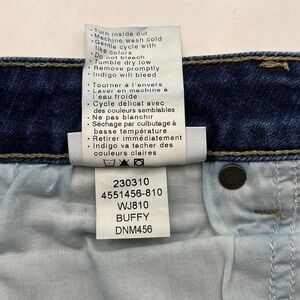 • Turn inside out
• Machine wash cold
• Gentle cycle with
like colors
• Do not bleach
• Tumble dry low
• Remove promptly
• Indigo will bleed
• Tourner à l'envers
• Laver en machine à
l'eau froide
• Cycle délicat avec
des couleurs semblables
• Ne pas blanchir
• Séchage par culbutage à
basse température
• Retirer immédiatement
• Indigo va tacher des
couleurs claires
230310
4551456-810
WJ810
BUFFY
DNM456